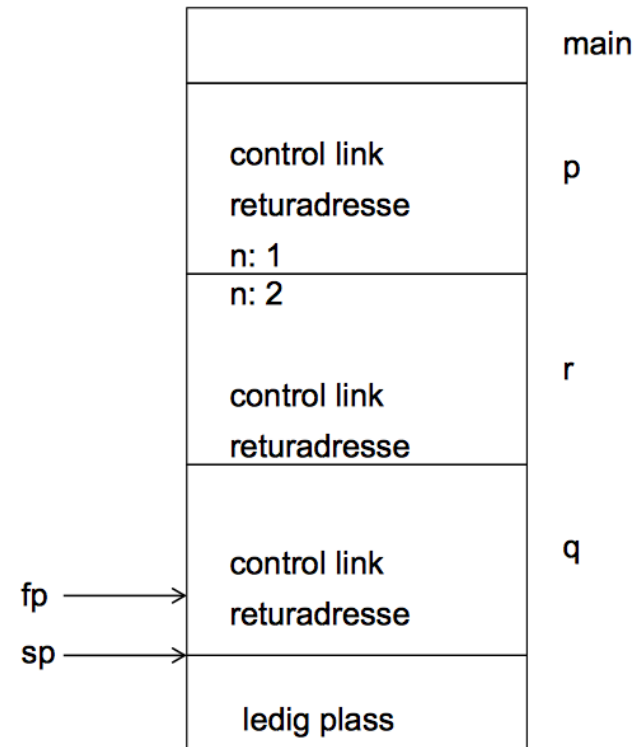 main
control link
p
returadresse
n: 1
n: 2
r
control link
returadresse
q
control link
fp
returadresse
sp
ledig plass